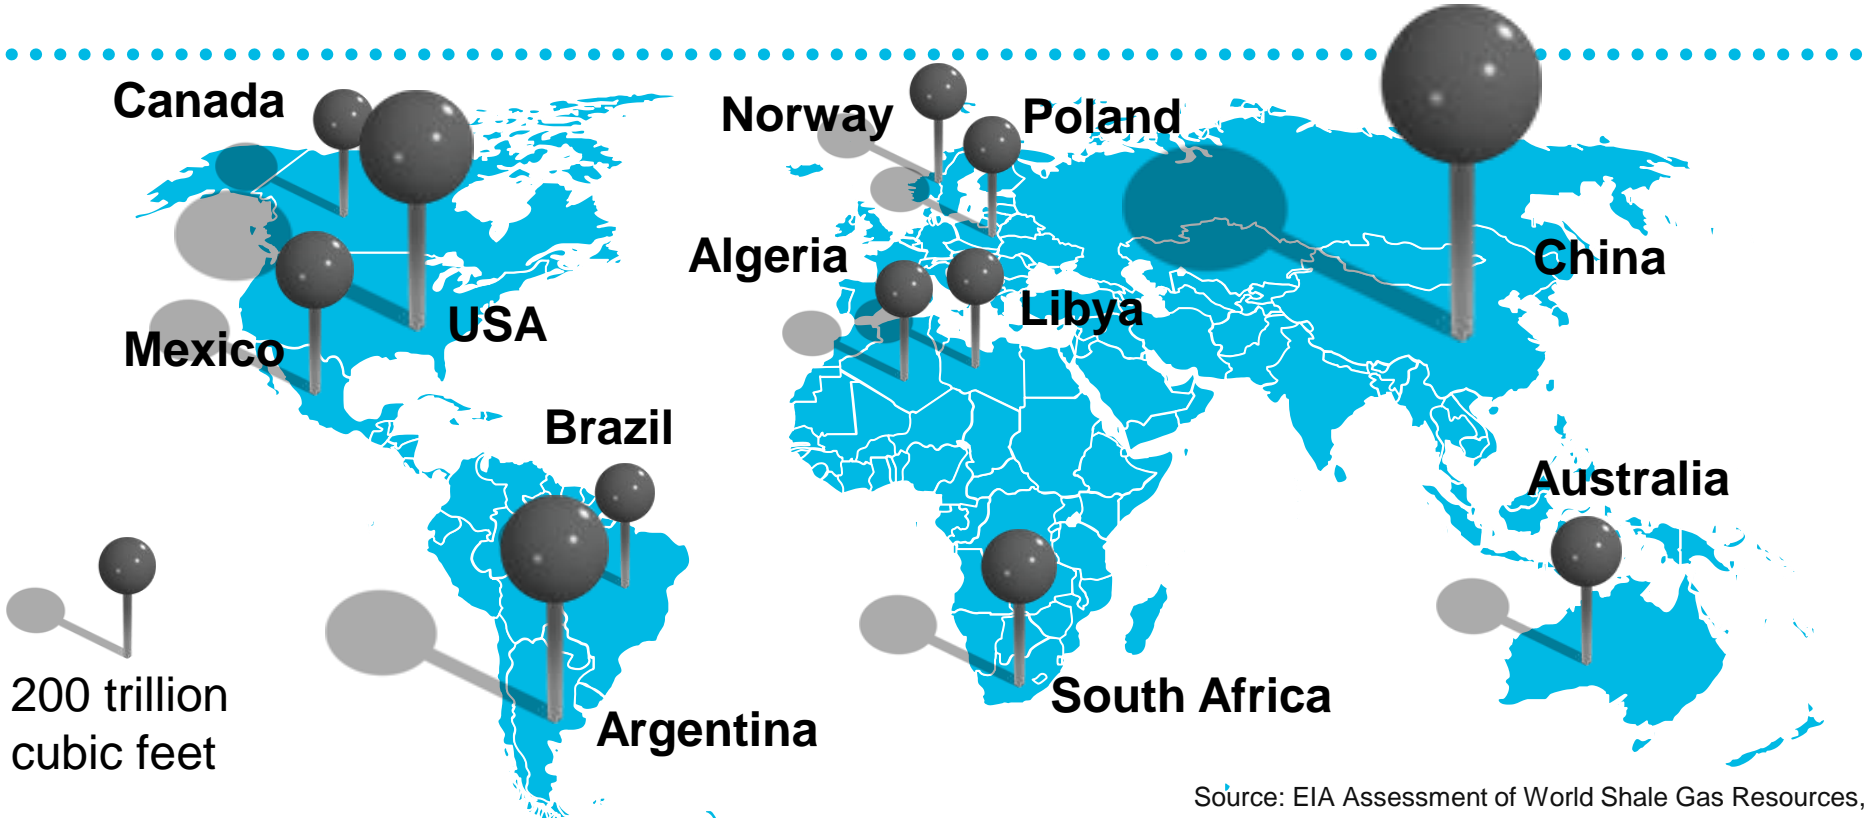 Canada
Norway
Poland
Algeria
China
Libya
USA
Mexico
Brazil
Australia
200 trillion
cubic feet
South Africa
Argentina
Source: EIA Assessment of World Shale Gas Resources,